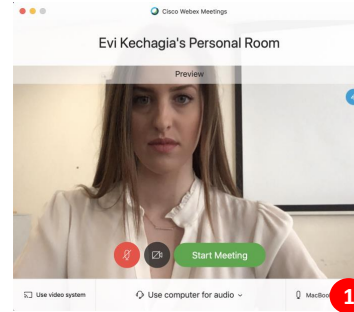 Cisco Webex Meetings
Evi Kechagia's Personal Room
Preview
Start Meeting
Use video system
Use computer for audio
MacBoo
1